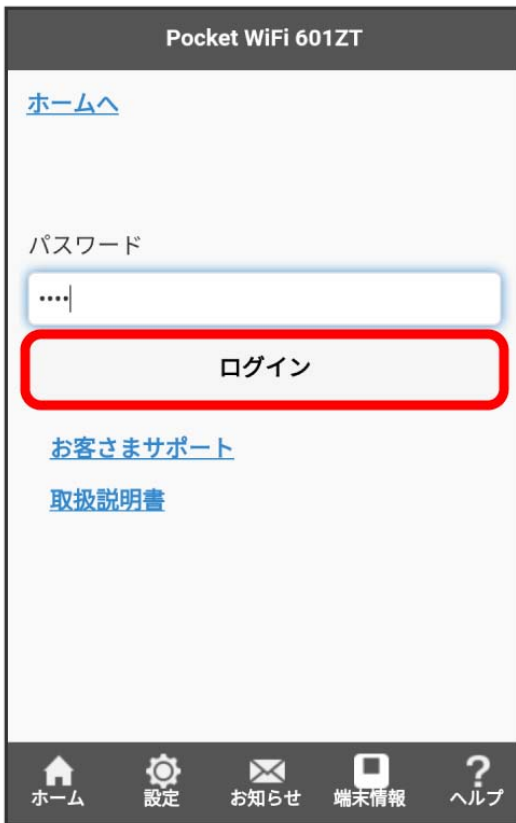 Pocket WiFi 601ZT
ホームへ
パスワード
••••
ログイン
お客さまサポート
取扱説明書
ホーム 設定 お知らせ 端末情報 ヘルプ